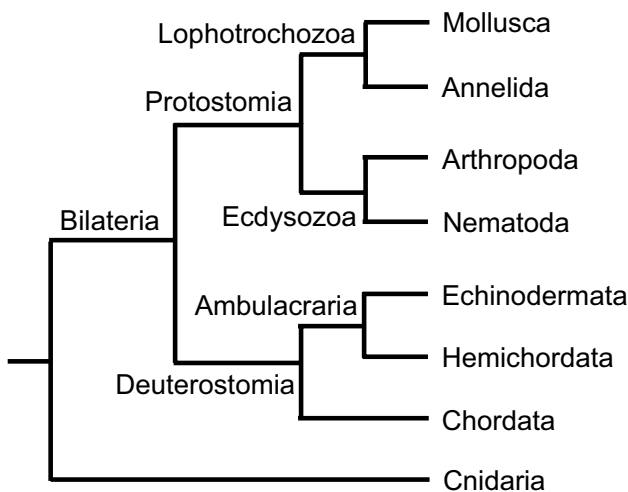 Mollusca
Lophotrochozoa
Annelida
Protostomia
Arthropoda
Ecdysozoa
Nematoda
Bilateria
Echinodermata
Ambulacraria
Hemichordata
Deuterostomia
Chordata
Cnidaria